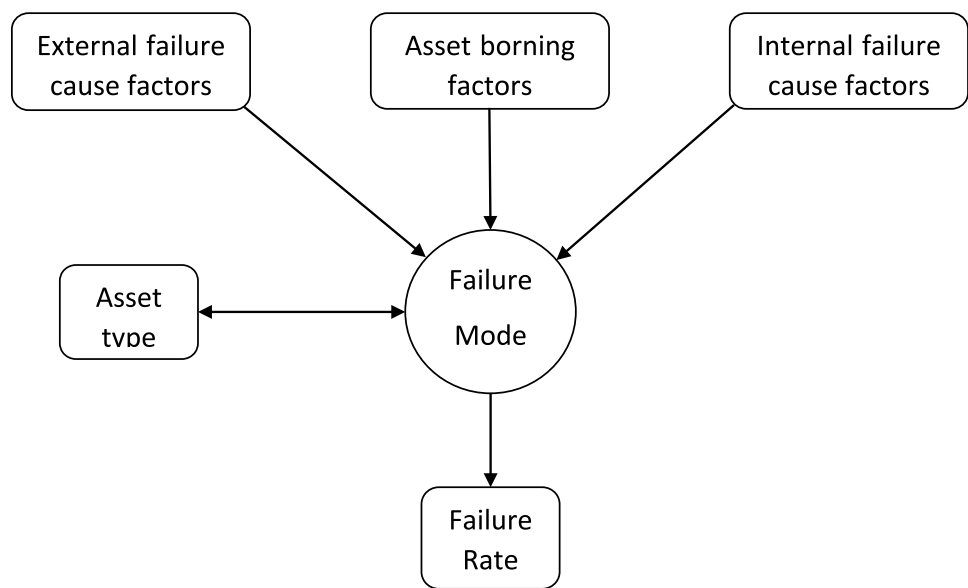 External failure
cause factors
Asset borning
factors
Internal failure
cause factors
Failure
Mode
Asset
type
Failure
Rate